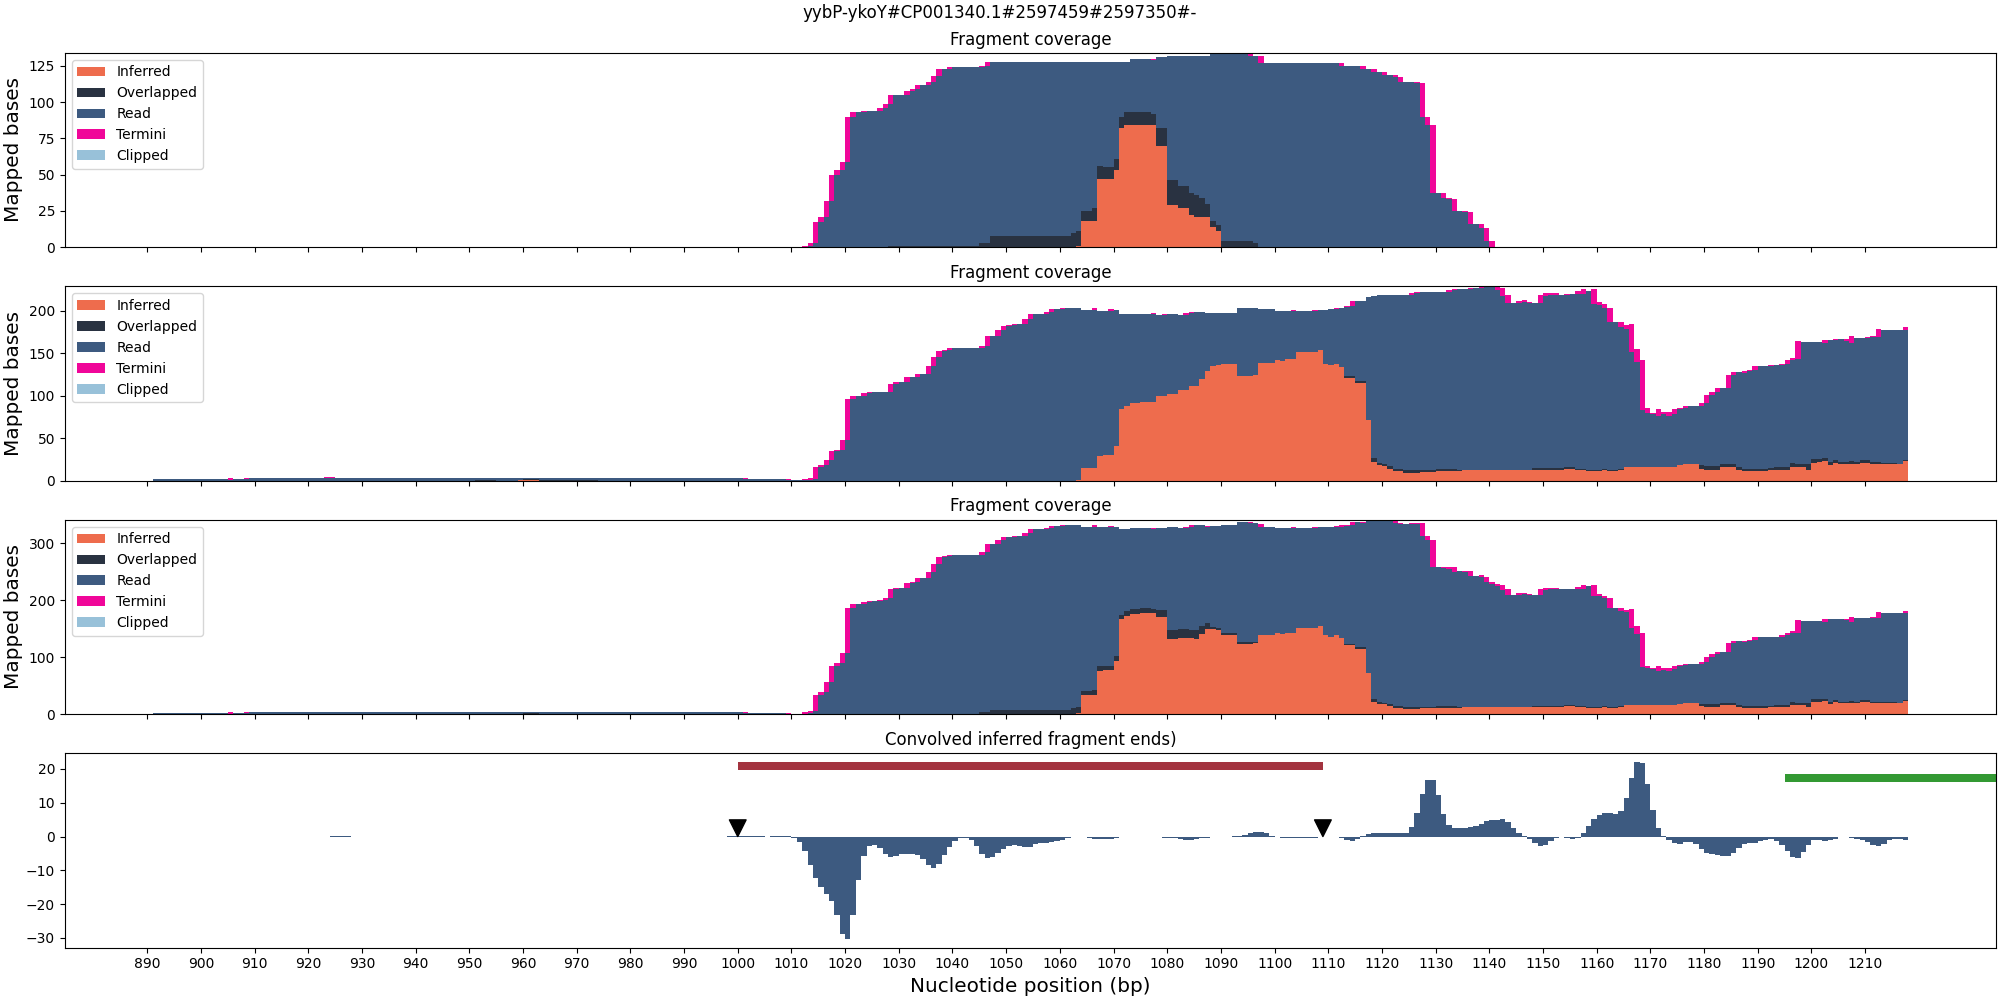 yybP-ykoY#CP001340.1#2597459#2597350#-
Fragment coverage
Mapped bases
125
100
75
50
25
0
Inferred
Overlapped
Read
Termini
Clipped
Fragment coverage
Mapped bases
200
150
100
50
0
Inferred
Overlapped
Read
Termini
Clipped
Fragment coverage
Mapped bases
300
200
100
0
Inferred
Overlapped
Read
Termini
Clipped
Convolved inferred fragment ends)
20
10
0
−10
−20
−30
890 900 910 920 930 940 950 960 970 980 990 1000 1010 1020 1030 1040 1050 1060 1070 1080 1090 1100 1110 1120 1130 1140 1150 1160 1170 1180 1190 1200 1210
Nucleotide position (bp)